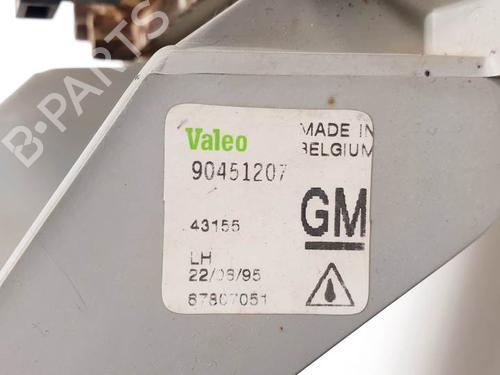 B-PARTS
Valeo
MADE IN
BELGIUM
90451207
GM
43155
LH
22/06/95
67807051